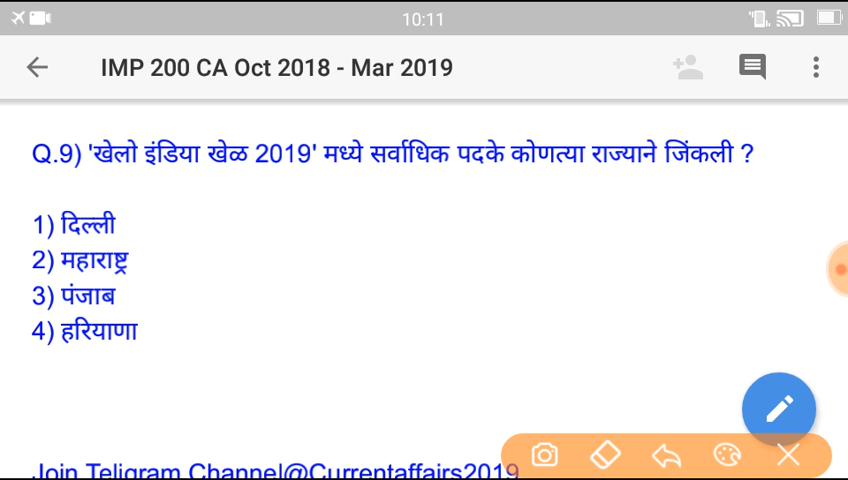 10:11
IMP 200 CA Oct 2018 - Mar 2019
Q.9) 'खेलो इंडिया खेळ 2019' मध्ये सर्वाधिक पदके कोणत्या राज्याने जिंकली ?
1) दिल्ली
2) महाराष्ट्र
3) पंजाब
4) हरियाणा
Join Teligram Channel@Currentaffairs2019